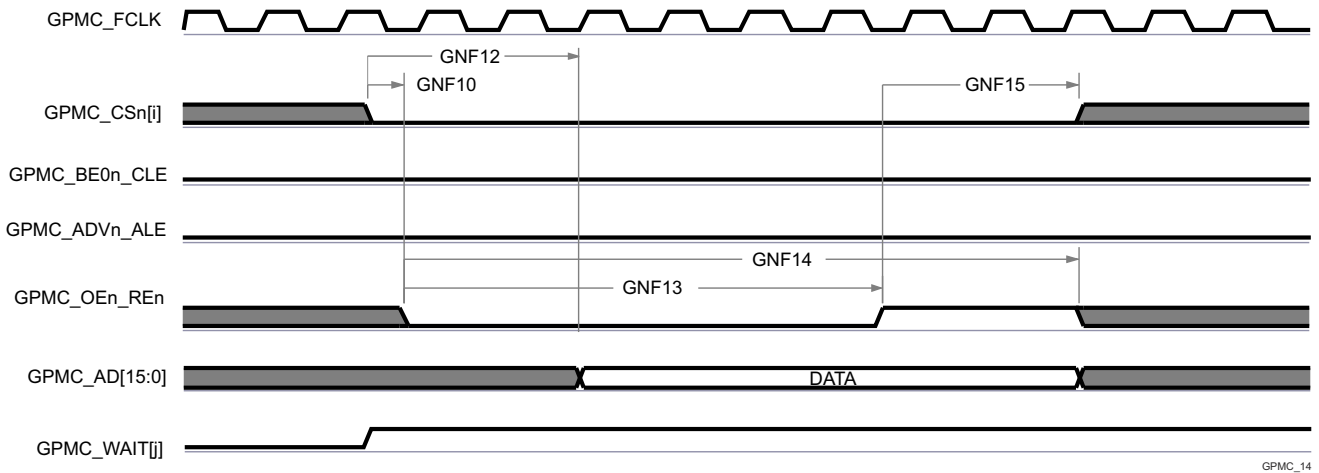 GPMC_FCLK
GNF12
GNF10
GNF15
GPMC_CSn[i]
GPMC_BE0n_CLE
GPMC_ADVn_ALE
GNF14
GNF13
GPMC_OEn_REn
GPMC_AD[15:0]
DATA
GPMC_WAIT[j]
GPMC_14